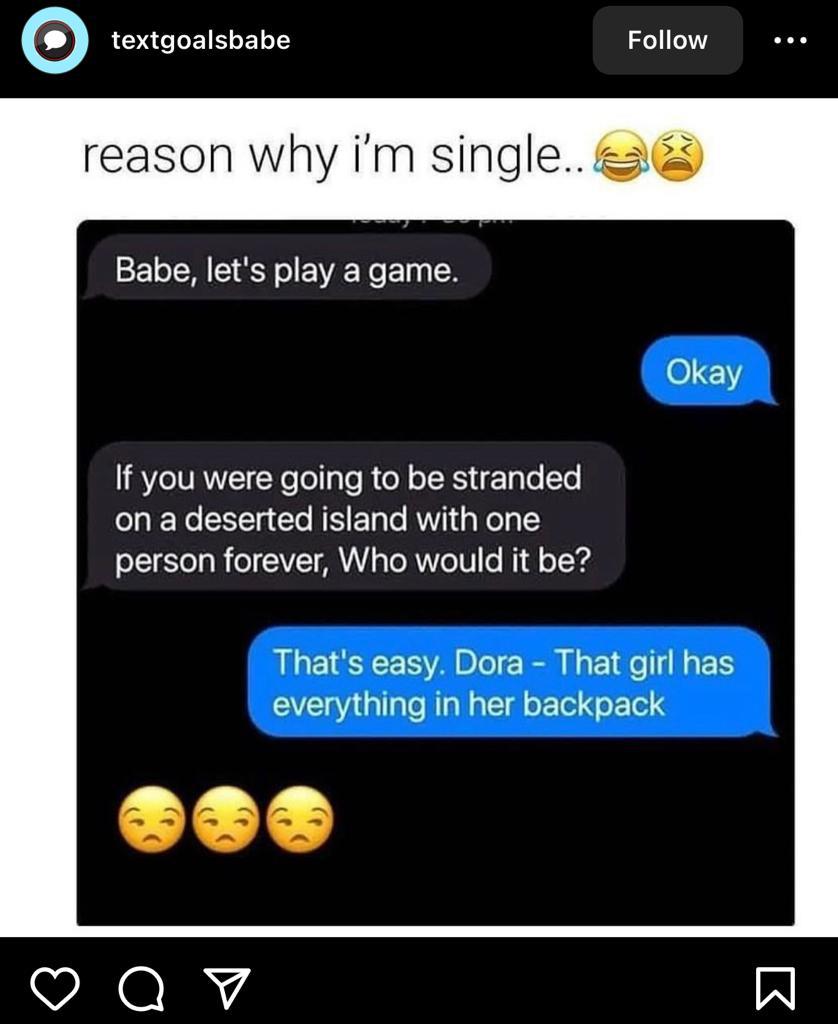 textgoalsbabe
Follow
reason why i'm single..😂😫
Babe, let's play a game.
Okay
If you were going to be stranded
on a deserted island with one
person forever, Who would it be?
That's easy. Dora - That girl has
everything in her backpack
😒😒😒